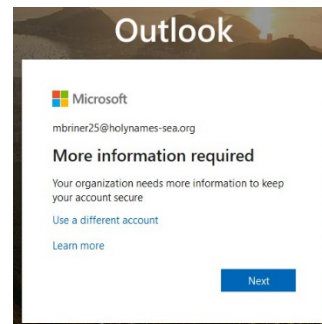 Outlook
Microsoft
mbriner25@holynames-sea.org
More information required
Your organization needs more information to keep
your account secure
Use a different account
Learn more
Next